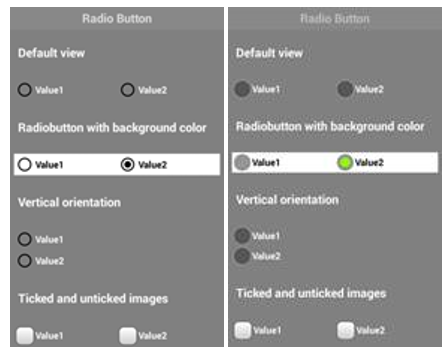 Radio Button
Default view
Value1 Value2
Radiobutton with background color
Value1 Value2
Vertical orientation
Value1
Value2
Ticked and unticked images
Value1 Value2
Radio Button
Default view
Value1 Value2
Radiobutton with background color
Value1 Value2
Vertical orientation
Value1
Value2
Ticked and unticked images
Value1 Value2